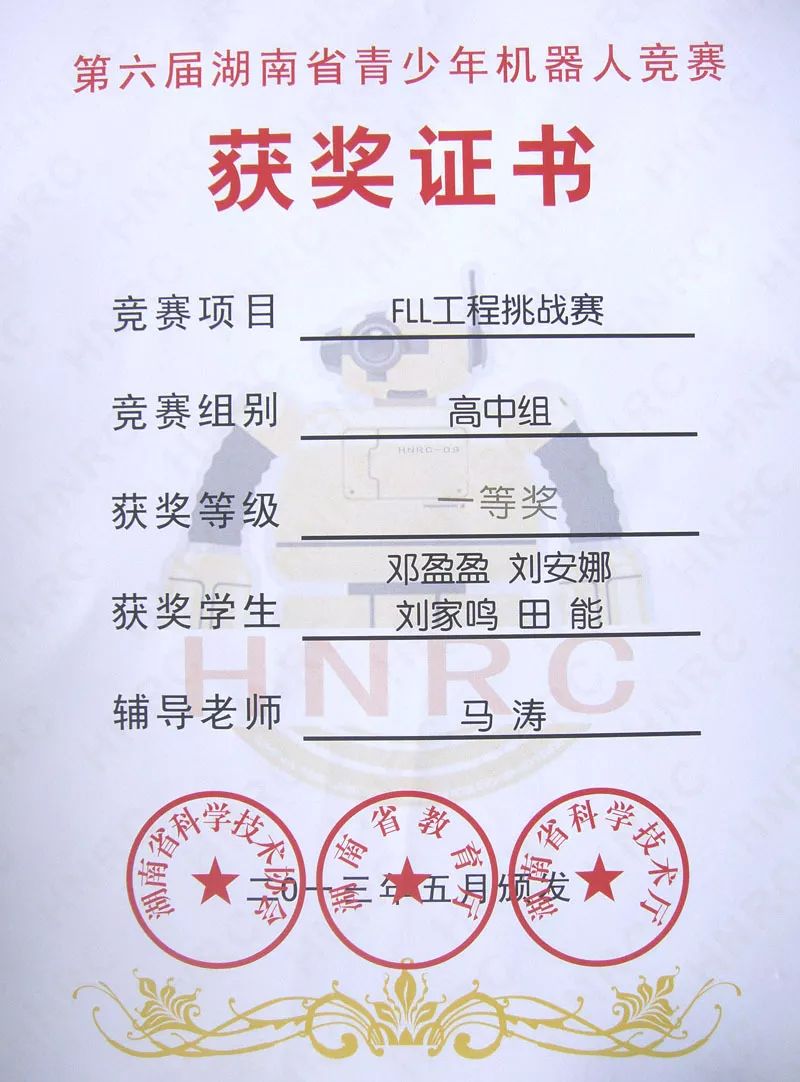 第六届湖南省青少年机器人竞赛
获奖证书
竞赛项目 FLL工程挑战赛
竞赛组别 高中组
HNRC-09
获奖等级 一等奖
邓盈盈 刘安娜
获奖学生 刘家鸣 田 能
HNRC
辅导老师 马 涛
湖南省科学技术协会
湖南省教育厅
湖南省科学技术厅
二0一三年五月颁发